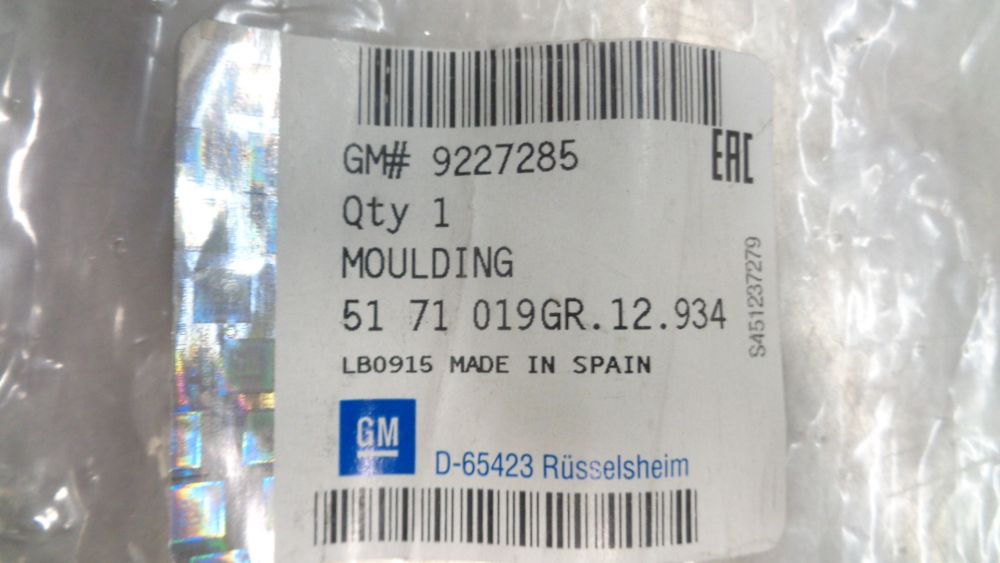 GM# 9227285
EAC
Qty 1
MOULDING
51 71 019GR.12.934
S451237279
LB0915 MADE IN SPAIN
GM
D-65423 Rüsselsheim